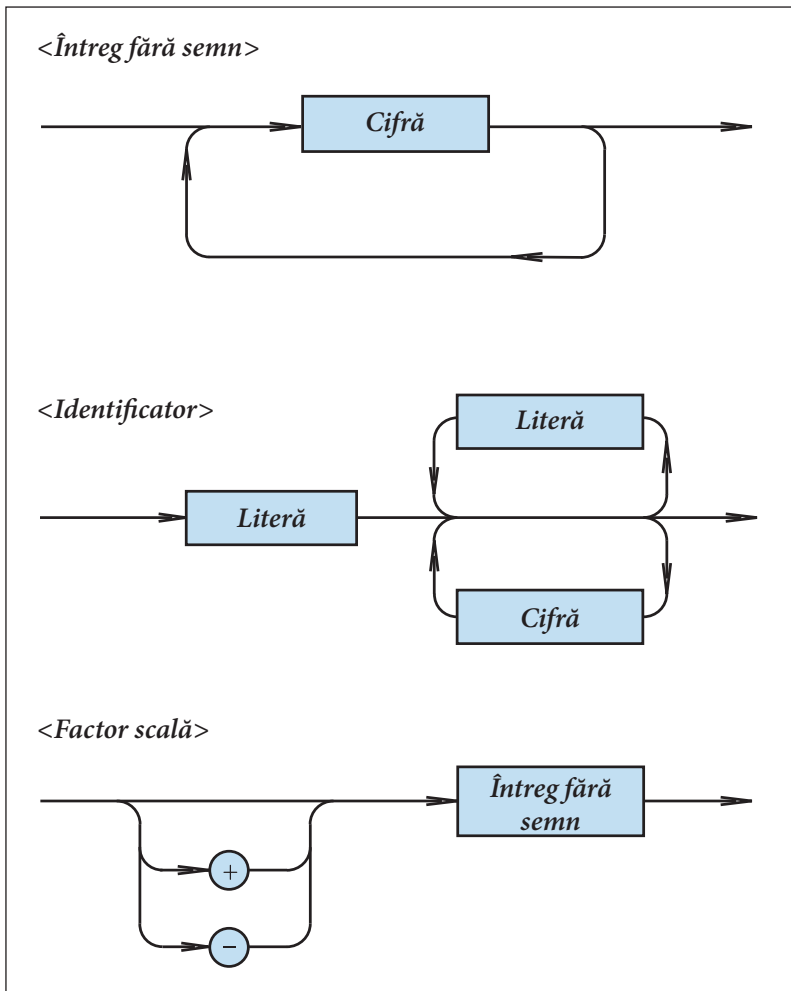 <Întreg fără semn>
Cifră
<Identificator>
Literă
Literă
Cifră
<Factor scală>
Întreg fără
semn
+
−